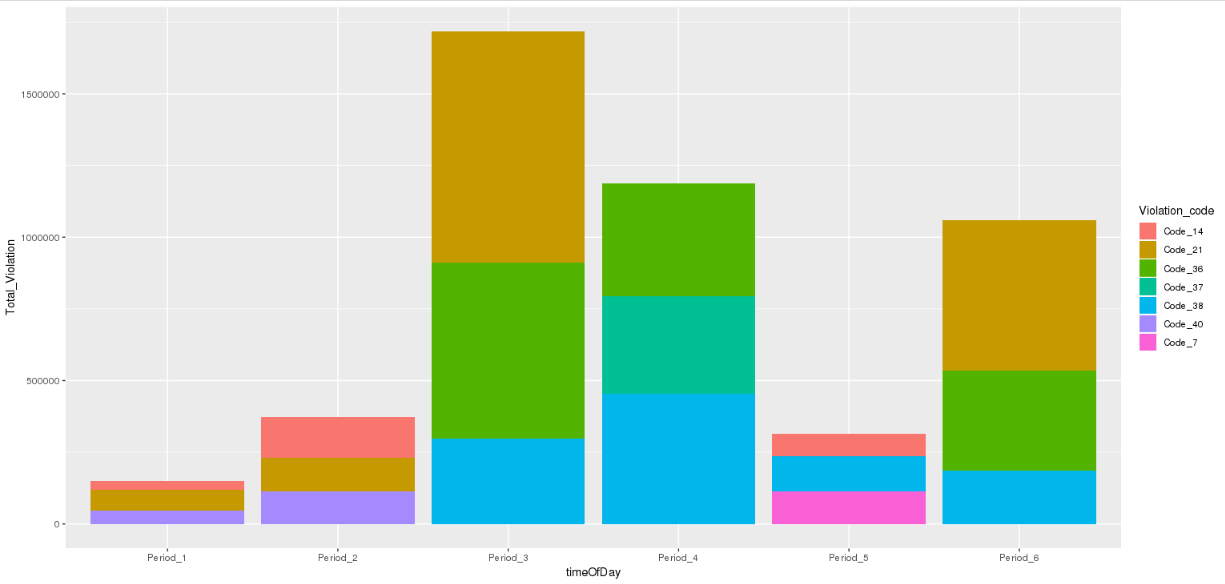 Total_Violation
1500000
1000000
500000
0
Period_1 Period_2 Period_3 Period_4 Period_5 Period_6
timeOfDay
Violation_code
Code_14
Code_21
Code_36
Code_37
Code_38
Code_40
Code_7